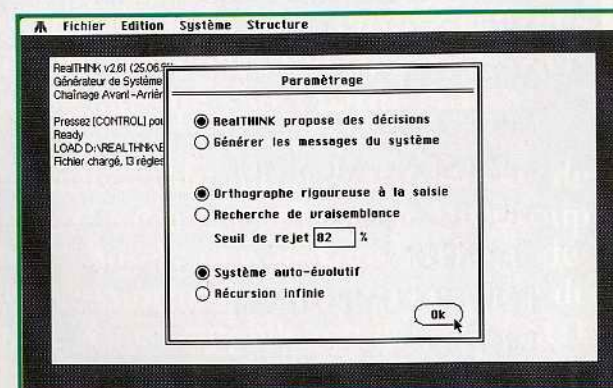 Fichier Edition Système Structure
RealTHINK v2.61 (25.06
Générateur de Système
Chaînage Avant-Arrièr
Pressez [CONTROL] pou
Ready
LOAD D:\REALTHNK\E
Fichier chargé, 13 règles
Paramètrage
RealTHINK propose des décisions
Générer les messages du système
Orthographe rigoureuse à la saisie
Recherche de vraisemblance
Seuil de rejet 82 %
Système auto-évolutif
Récursion infinie
Ok